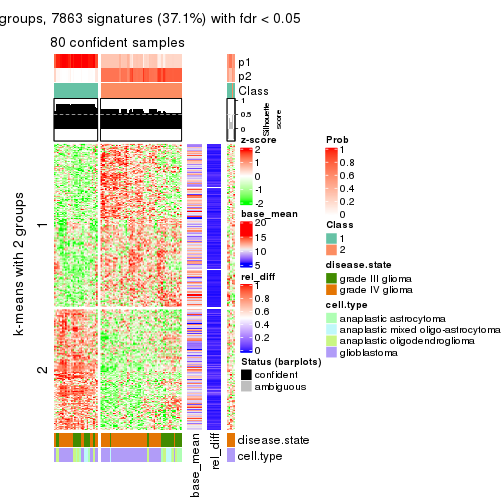 groups, 7863 signatures (37.1%) with fdr < 0.05
80 confident samples
p1
p2
Class
1
0.5
0
Silhouette
score
k-means with 2 groups
1
2
z-score
2
1
0
-1
-2
base_mean
20
15
10
5
rel_diff
1
0.8
0.6
0.4
0.2
0
Status (barplots)
confident
ambiguous
Prob
1
0.8
0.6
0.4
0.2
0
Class
1
2
disease.state
grade III glioma
grade IV glioma
cell.type
anaplastic astrocytoma
anaplastic mixed oligo-astrocytoma
anaplastic oligodendroglioma
glioblastoma
disease.state
cell.type
base_mean
rel_diff